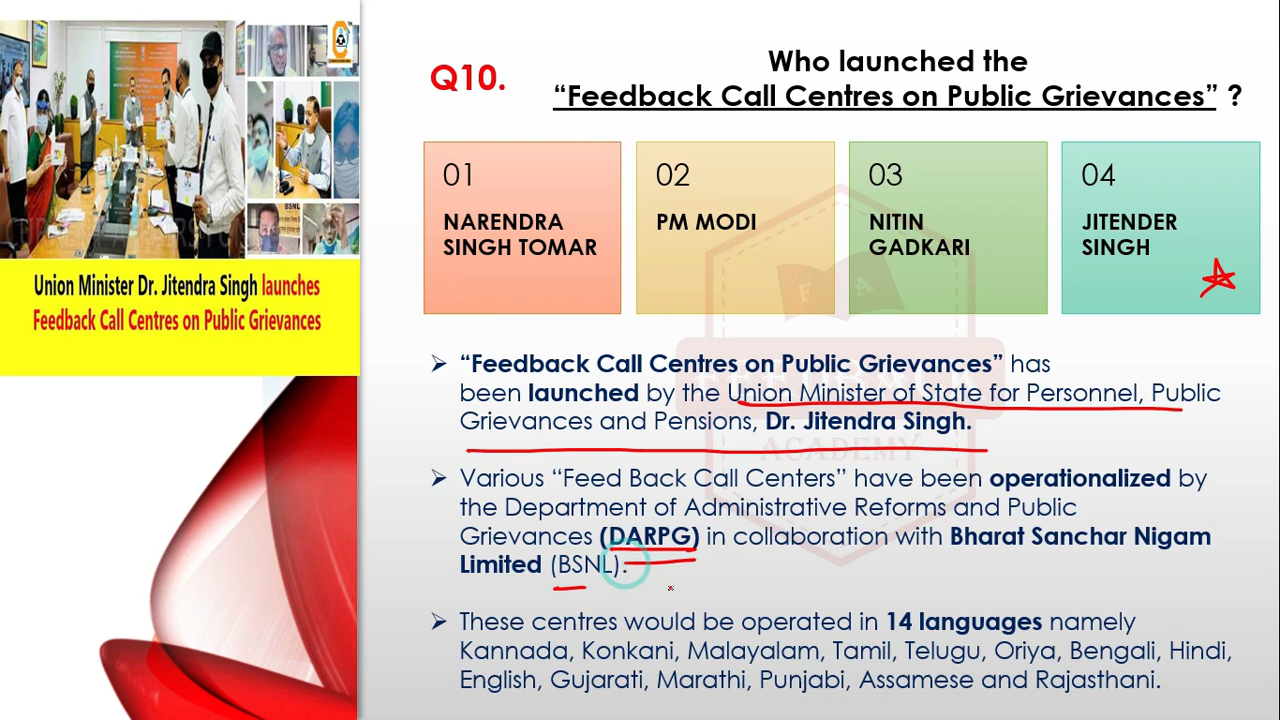 Q10.
Who launched the
“Feedback Call Centres on Public Grievances” ?
01
NARENDRA
SINGH TOMAR
02
PM MODI
03
NITIN
GADKARI
04
JITENDER
SINGH
BSNL
Union Minister Dr. Jitendra Singh launches
Feedback Call Centres on Public Grievances
F A
ACADEMY
“Feedback Call Centres on Public Grievances” has
been launched by the Union Minister of State for Personnel, Public
Grievances and Pensions, Dr. Jitendra Singh.
Various “Feed Back Call Centers” have been operationalized by
the Department of Administrative Reforms and Public
Grievances (DARPG) in collaboration with Bharat Sanchar Nigam
Limited (BSNL).
These centres would be operated in 14 languages namely
Kannada, Konkani, Malayalam, Tamil, Telugu, Oriya, Bengali, Hindi,
English, Gujarati, Marathi, Punjabi, Assamese and Rajasthani.